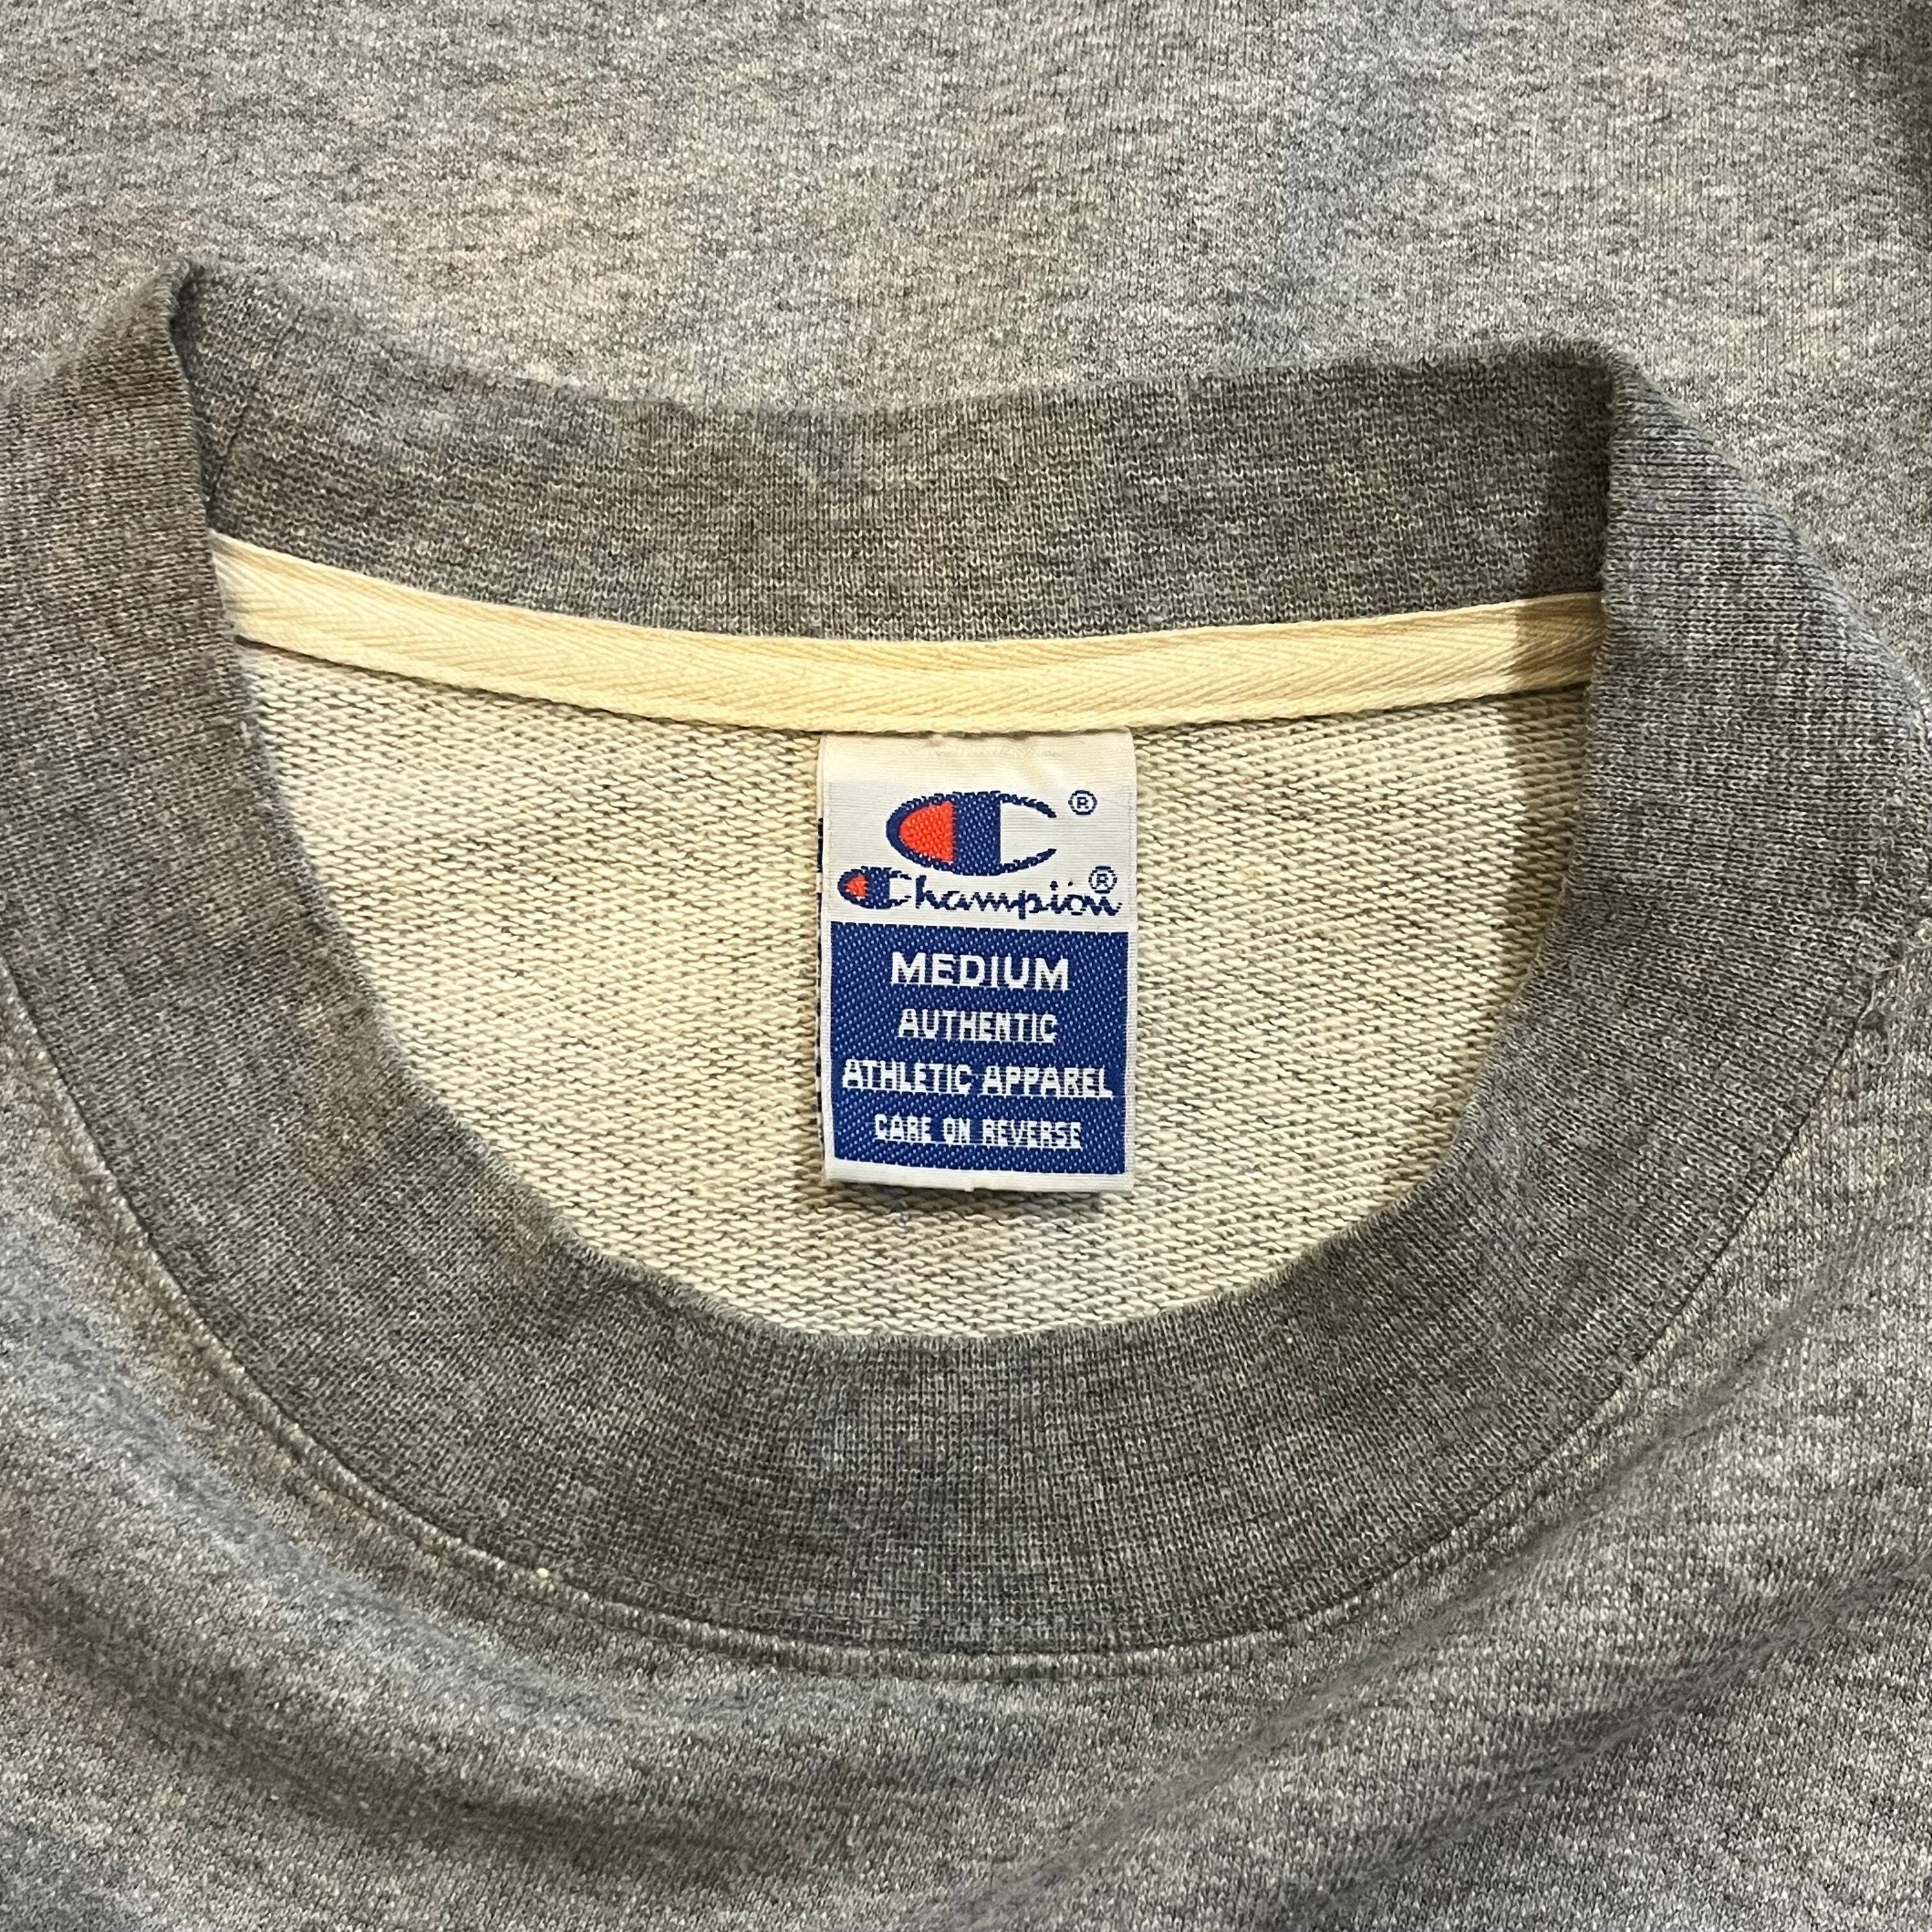 ®
Champion®
MEDIUM
AUTHENTIC
ATHLETIC APPAREL
CARE ON REVERSE